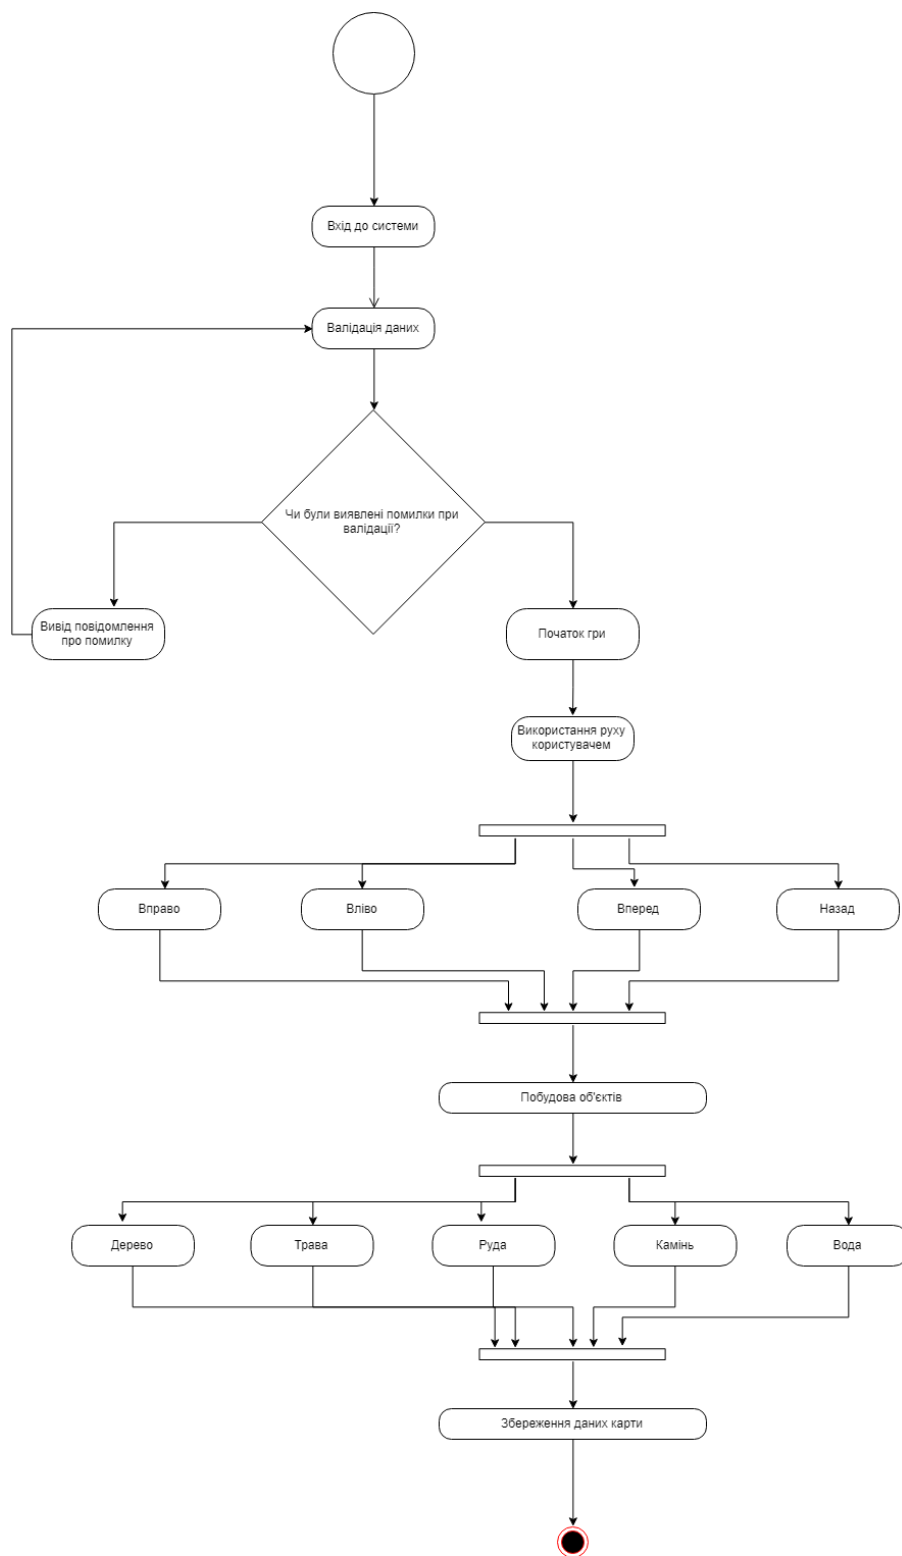 Вхід до системи
Валідація даних
Чи були виявлені помилки при
валідації?
Вивід повідомлення
про помилку
Початок гри
Використання руху
користувачем
Вправо
Вліво
Вперед
Назад
Побудова об'єктів
Дерево
Трава
Руда
Камінь
Вода
Збереження даних карти